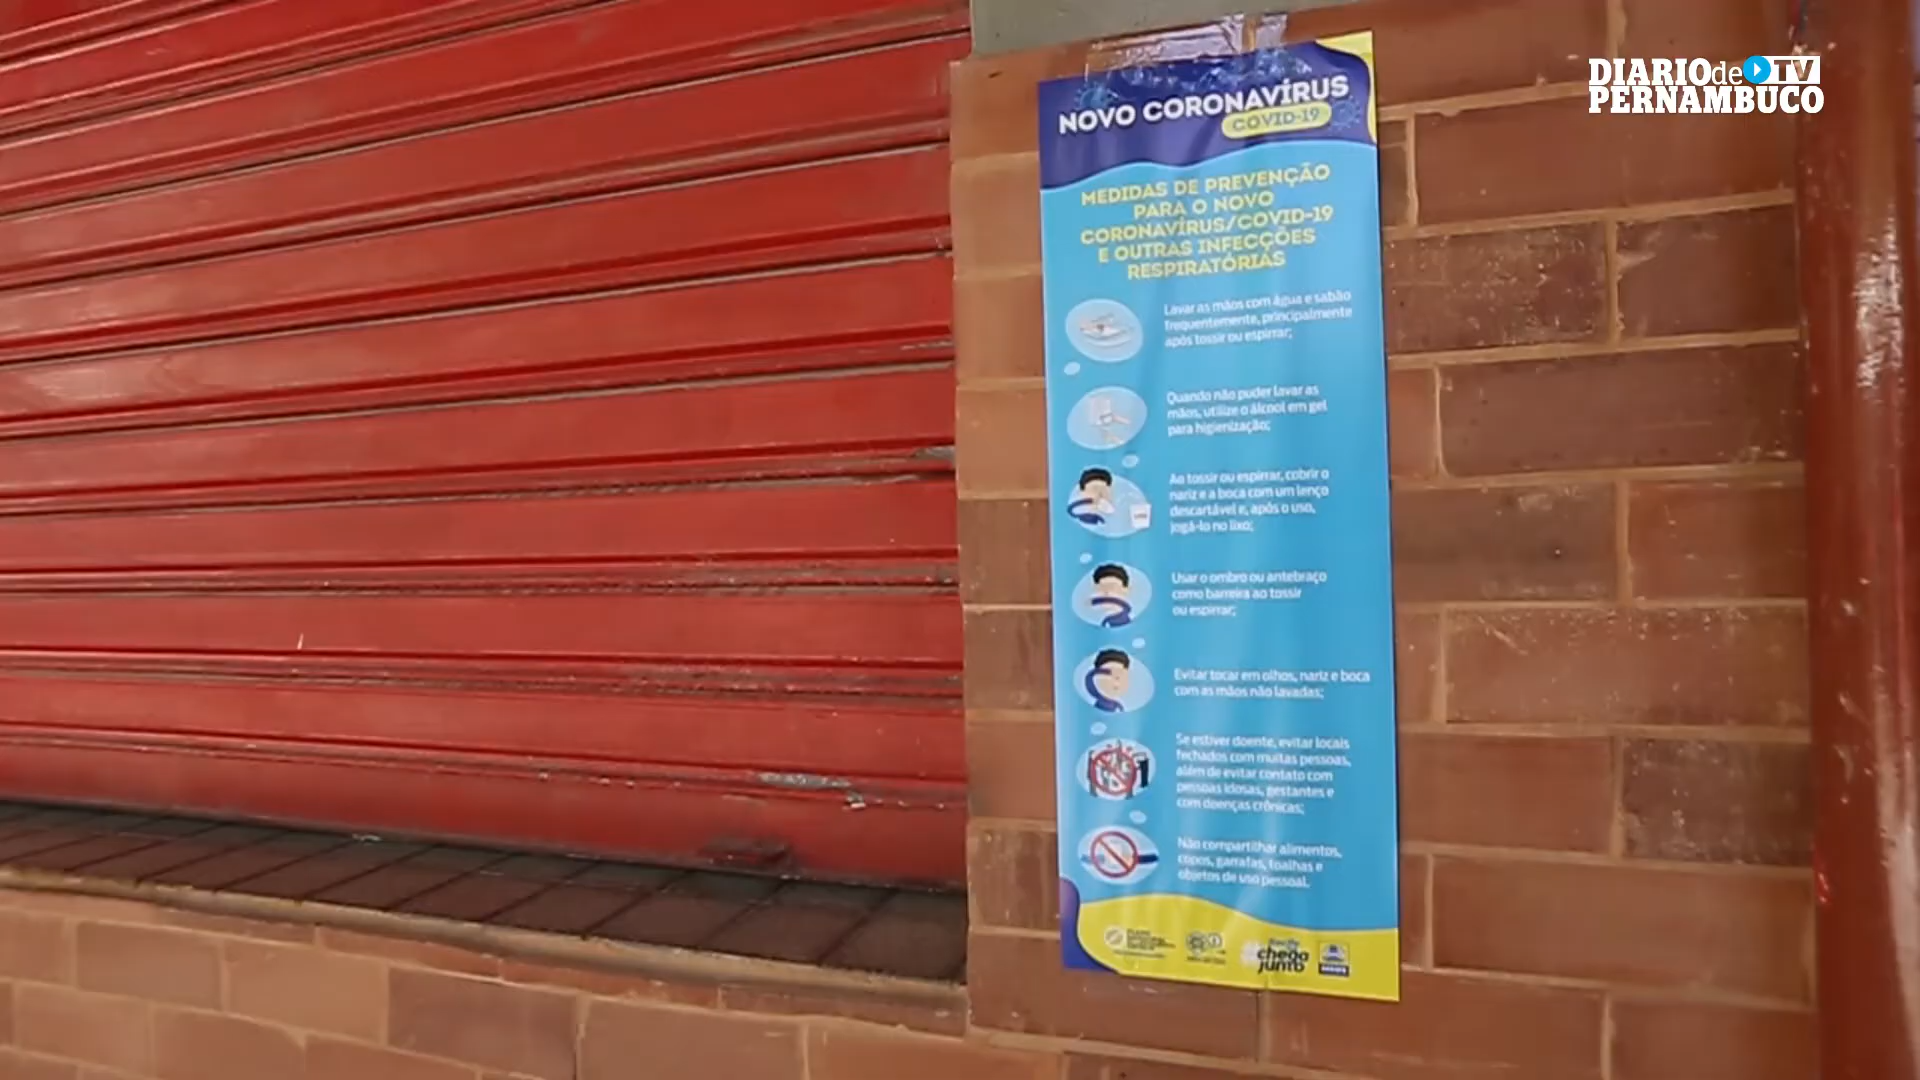 DIARIO de TV
PERNAMBUCO
NOVO CORONAVÍRUS
COVID-19
MEDIDAS DE PREVENÇÃO
PARA O NOVO
CORONAVÍRUS/COVID-19
E OUTRAS INFECÇÕES
RESPIRATÓRIAS
Lavar as mãos com água e sabão
frequentemente, principalmente
após tossir ou espirrar;
Quando não puder lavar as
mãos, utilize o álcool em gel
para higienização;
Ao tossir ou espirrar, cobrir o
nariz e a boca com um lenço
descartável e, após o uso,
jogá-lo no lixo;
Usar o ombro ou antebraço
como barreira ao tossir
ou espirrar;
Evitar tocar em olhos, nariz e boca
com as mãos não lavadas;
Se estiver doente, evitar locais
fechados com muitas pessoas,
além de evitar contato com
pessoas idosas, gestantes e
com doenças crônicas;
Não compartilhar alimentos,
copos, garrafas, toalhas e
objetos de uso pessoal.
chega
junto